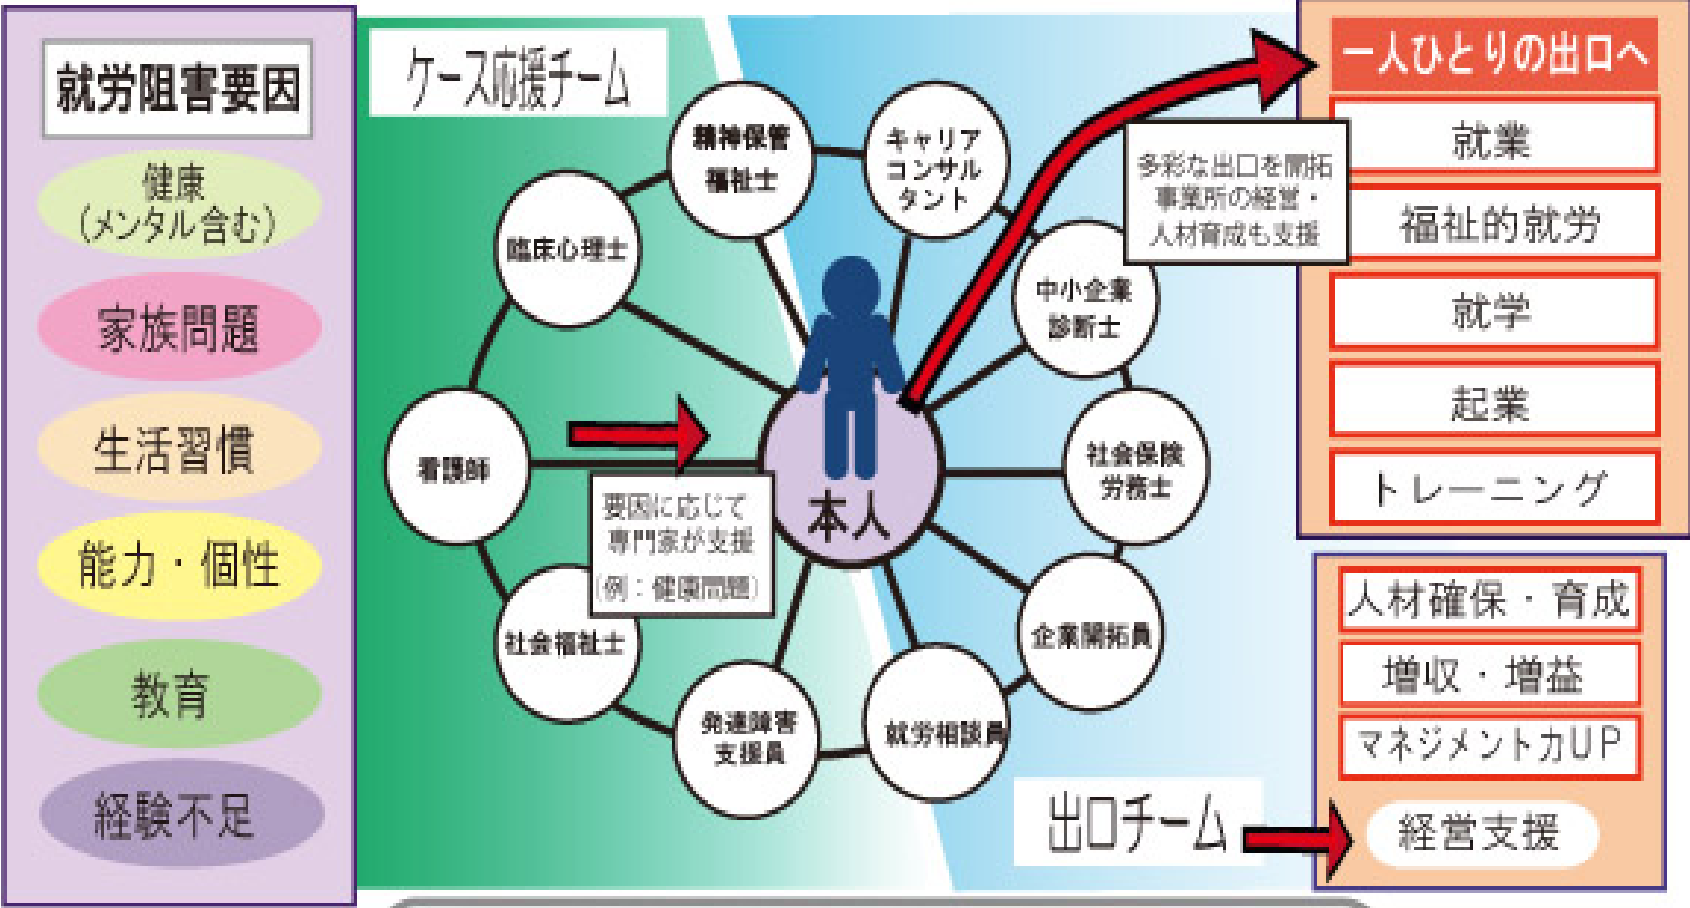 就労阻害要因
健康
（メンタル含む）
家族問題
生活習慣
能力・個性
教育
経験不足
ケース応援チーム
精神保管
福祉士
キャリア
コンサル
タント
臨床心理士
中小企業
診断士
看護師
社会保険
労務士
本人
要因に応じて
専門家が支援
（例：健康問題）
社会福祉士
企業開拓員
発達障害
支援員
就労相談員
出口チーム
多彩な出口を開拓
事業所の経営・
人材育成も支援
一人ひとりの出口へ
就業
福祉的就労
就学
起業
トレーニング
人材確保・育成
増収・増益
マネジメント力UP
経営支援